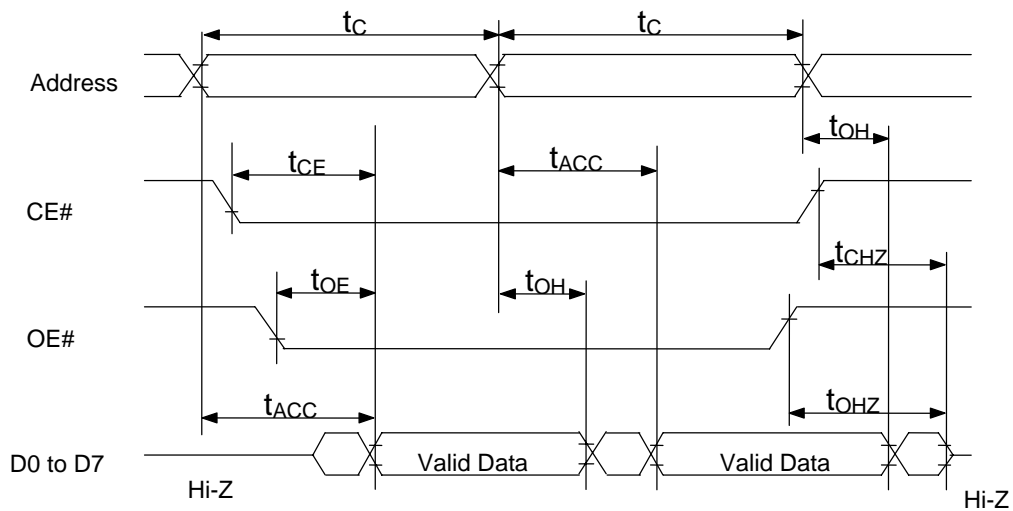 tC tC
Address
tOH
tCE tACC
CE#
tCHZ
tOE tOH
OE#
tACC tOHZ
D0 to D7 Valid Data Valid Data
Hi-Z Hi-Z